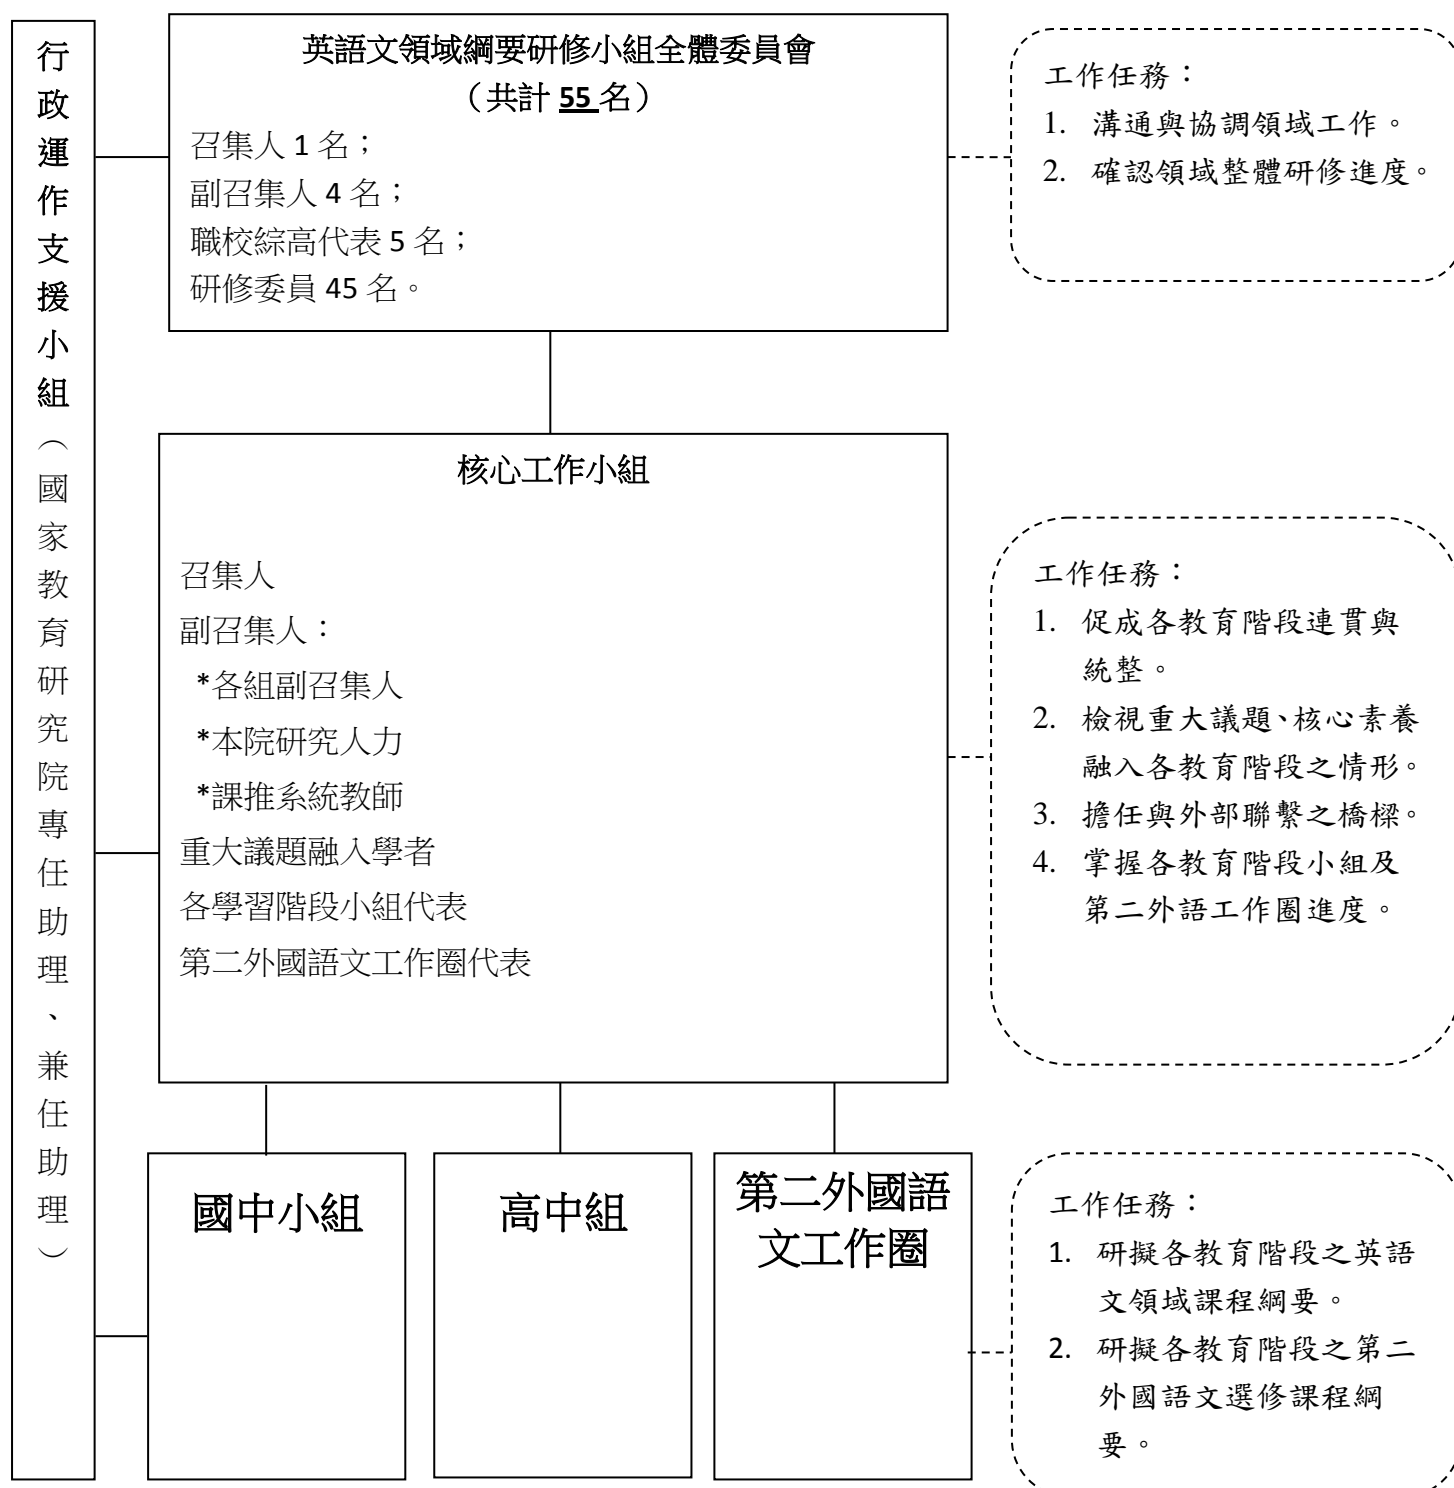 行政運作支援小組（國家教育研究院專任助理、兼任助理）
英語文領域綱要研修小組全體委員會
（共計 55 名）
召集人 1 名；
副召集人 4 名；
職校綜高代表 5 名；
研修委員 45 名。
工作任務：
1. 溝通與協調領域工作。
2. 確認領域整體研修進度。
核心工作小組
召集人
副召集人：
*各組副召集人
*本院研究人力
*課推系統教師
重大議題融入學者
各學習階段小組代表
第二外國語文工作圈代表
工作任務：
1. 促成各教育階段連貫與
統整。
2. 檢視重大議題、核心素養
融入各教育階段之情形。
3. 擔任與外部聯繫之橋樑。
4. 掌握各教育階段小組及
第二外語工作圈進度。
國中小組
高中組
第二外國語
文工作圈
工作任務：
1. 研擬各教育階段之英語
文領域課程綱要。
2. 研擬各教育階段之第二
外國語文選修課程綱
要。